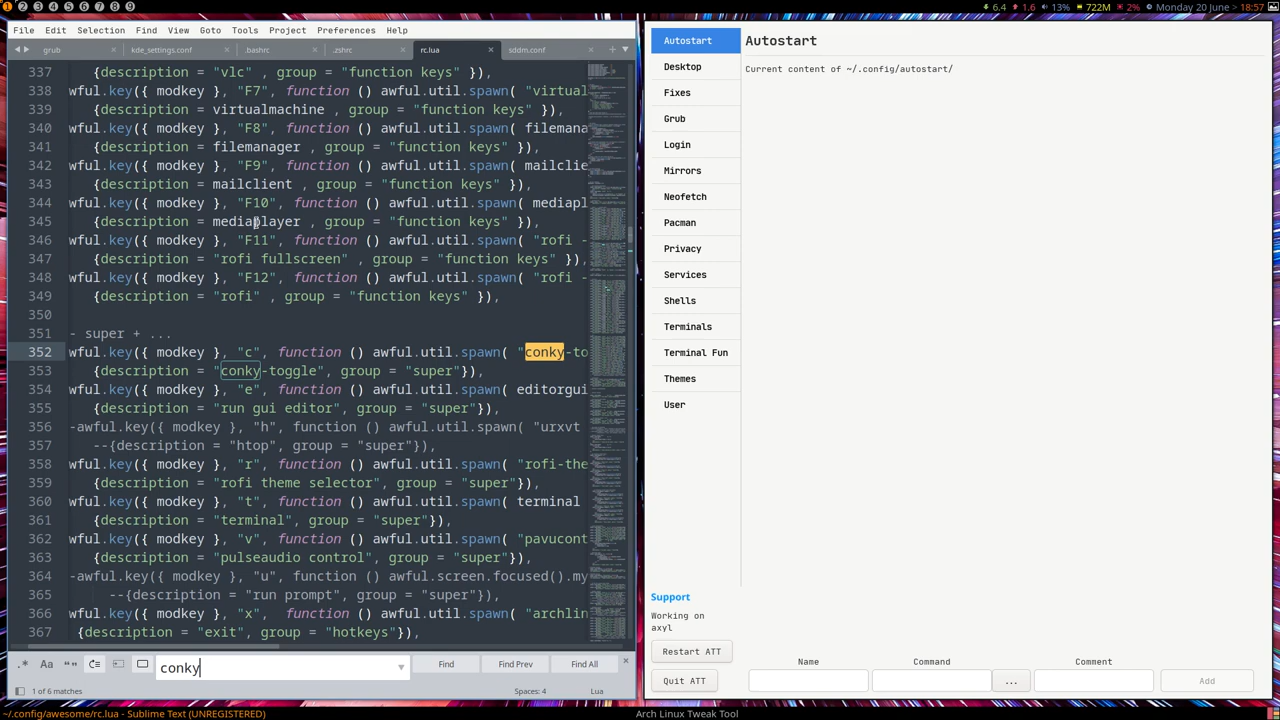 1 2 3 4 5 6 7 8 9
6.4 1.6 13% 722M 2% Monday 20 June > 18:57
File Edit Selection Find View Goto Tools Project Preferences Help
grub × kde_settings.conf × .bashrc × .zshrc × rc.lua × sddm.conf × + ▼
337 {description = "vlc" , group = "function keys" }),
338 wful.key({ modkey }, "F7", function () awful.util.spawn( "virtual
339 {description = virtualmachine , group = "function keys" }),
340 wful.key({ modkey }, "F8", function () awful.util.spawn( filemana
341 {description = filemanager , group = "function keys" }),
342 wful.key({ modkey }, "F9", function () awful.util.spawn( mailclie
343 {description = mailclient , group = "function keys" }),
344 wful.key({ modkey }, "F10", function () awful.util.spawn( mediapl
345 {description = mediaplayer , group = "function keys" }),
346 wful.key({ modkey }, "F11", function () awful.util.spawn( "rofi -
347 {description = "rofi fullscreen" , group = "function keys" }),
348 wful.key({ modkey }, "F12", function () awful.util.spawn( "rofi -
349 {description = "rofi" , group = "function keys" }),
350
351 - super + ...
352 wful.key({ modkey }, "c", function () awful.util.spawn( "conky-to
353 {description = "conky-toggle", group = "super"}),
354 wful.key({ modkey }, "e", function () awful.util.spawn( editorgui
355 {description = "run gui editor", group = "super"}),
356 -awful.key({ modkey }, "h", function () awful.util.spawn( "urxvt
357 --{description = "htop", group = "super"}),
358 wful.key({ modkey }, "r", function () awful.util.spawn( "rofi-the
359 {description = "rofi theme selector", group = "super"}),
360 wful.key({ modkey }, "t", function () awful.util.spawn( terminal
361 {description = "terminal", group = "super"}),
362 wful.key({ modkey }, "v", function () awful.util.spawn( "pavucont
363 {description = "pulseaudio control", group = "super"}),
364 -awful.key({ modkey }, "u", function () awful.screen.focused().my
365 --{description = "run prompt", group = "super"}),
366 wful.key({ modkey }, "x", function () awful.util.spawn( "archlin
367 {description = "exit", group = "hotkeys"}),
.* Aa “” conky Find Find Prev Find All ×
1 of 6 matches Spaces: 4 Lua
Autostart
Desktop
Fixes
Grub
Login
Mirrors
Neofetch
Pacman
Privacy
Services
Shells
Terminals
Terminal Fun
Themes
User
Autostart
Current content of ~/.config/autostart/
Support
Working on
axyl
Restart ATT
Quit ATT
Name Command Comment
... Add
~/.config/awesome/rc.lua - Sublime Text (UNREGISTERED)
Arch Linux Tweak Tool